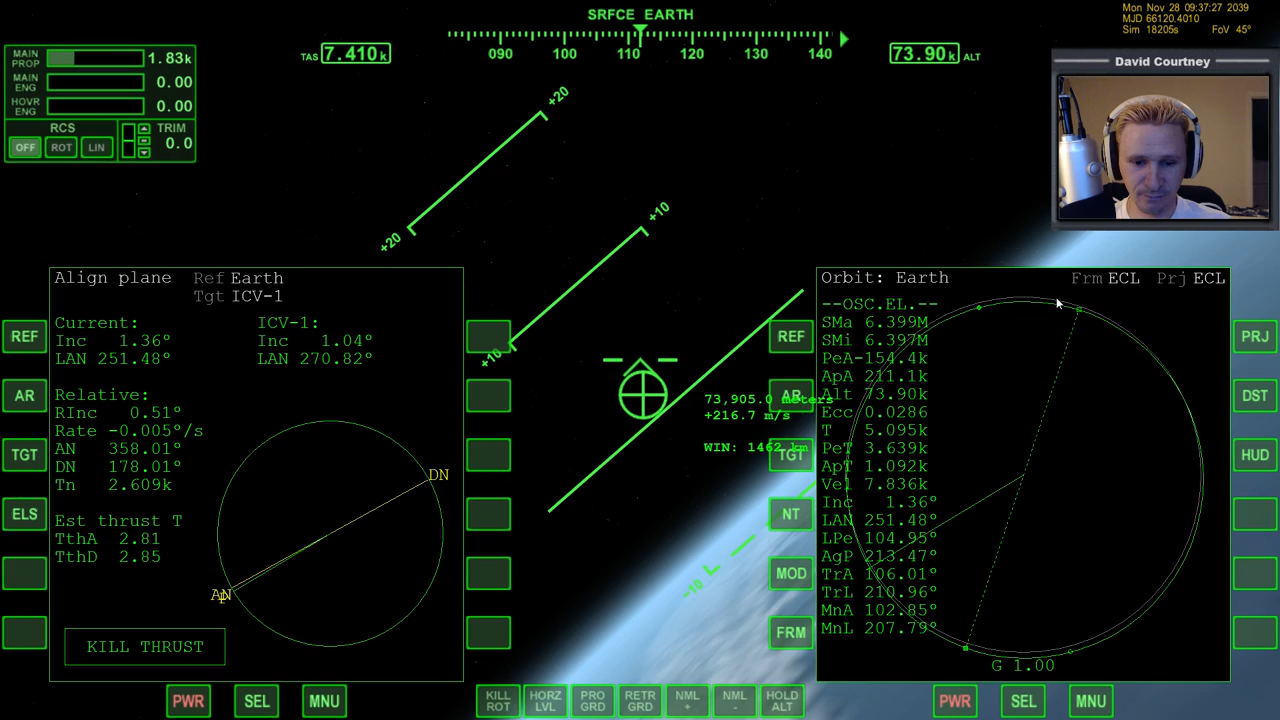 SRFCE EARTH
Mon Nov 28 09:37:27 2039
MJD 66120.4010
Sim 18205s FoV 45°
MAIN PROP 1.83k
MAIN ENG 0.00
HOVR ENG 0.00
RCS TRIM
OFF ROT LIN 0.0
TAS 7.410k
090 100 110 120 130 140
73.90k ALT
David Courtney
+20
+20
+10
+10
-10
73,905.0 meters
+216.7 m/s
WIN: 1462 km
Align plane Ref Earth
Tgt ICV-1
Current: ICV-1:
Inc 1.36° Inc 1.04°
LAN 251.48° LAN 270.82°
Relative:
RInc 0.51°
Rate -0.005°/s
AN 358.01°
DN 178.01°
Tn 2.609k
Est thrust T
TthA 2.81
TthD 2.85
DN
AN
KILL THRUST
REF
AR
TGT
ELS
PWR SEL MNU
Orbit: Earth Frm ECL Prj ECL
--OSC.EL.--
SMa 6.399M
SMi 6.397M
PeA-154.4k
ApA 211.1k
Alt 73.90k
Ecc 0.0286
T 5.095k
PeT 3.639k
ApT 1.092k
Vel 7.836k
Inc 1.36°
LAN 251.48°
LPe 104.95°
AgP 213.47°
TrA 106.01°
TrL 210.96°
MnA 102.85°
MnL 207.79°
G 1.00
REF
AR
TGT
NT
MOD
FRM
PRJ
DST
HUD
PWR SEL MNU
KILL ROT
HORZ LVL
PRO GRD
RETR GRD
NML +
NML -
HOLD ALT